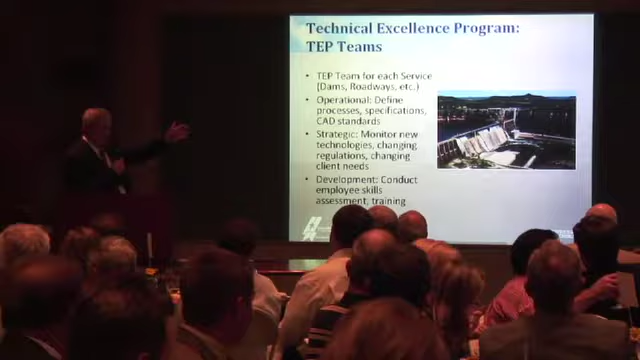 Technical Excellence Program:
TEP Teams
• TEP Team for each Service
(Dams, Roadways, etc.)
• Operational: Define
processes, specifications,
CAD standards
• Strategic: Monitor new
technologies, changing
regulations, changing
client needs
• Development: Conduct
employee skills
assessment, training